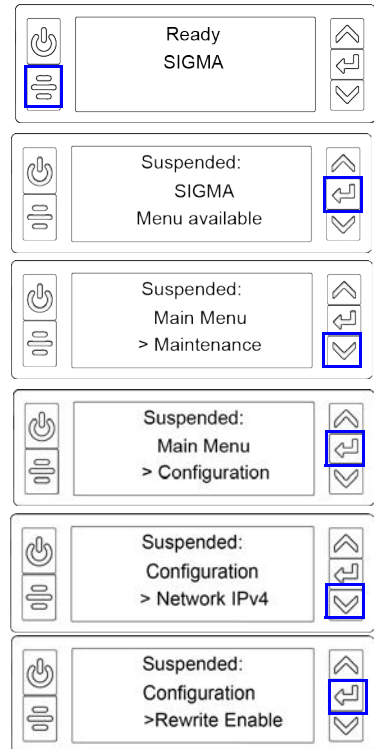 Ready
SIGMA
Suspended:
SIGMA
Menu available
Suspended:
Main Menu
> Maintenance
Suspended:
Main Menu
> Configuration
Suspended:
Configuration
> Network IPv4
Suspended:
Configuration
>Rewrite Enable